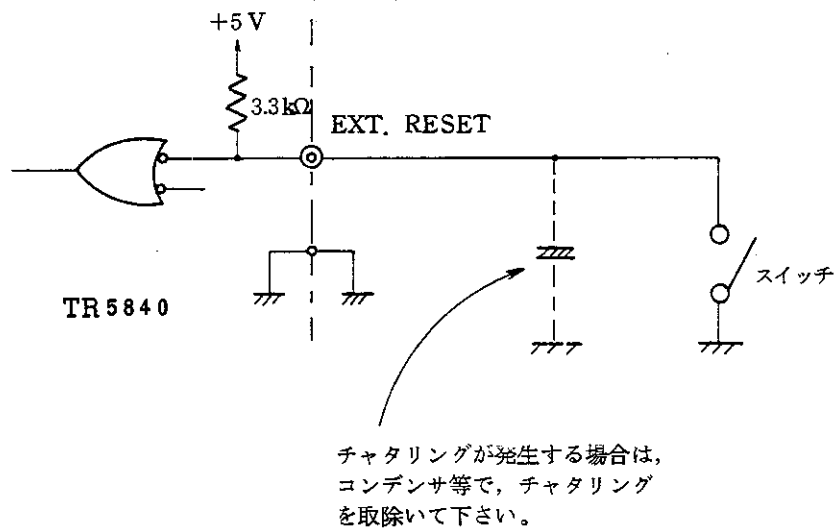 +5V
3.3kΩ
EXT. RESET
TR5840
スイッチ
チャタリングが発生する場合は，
コンデンサ等で，チャタリング
を取除いて下さい。